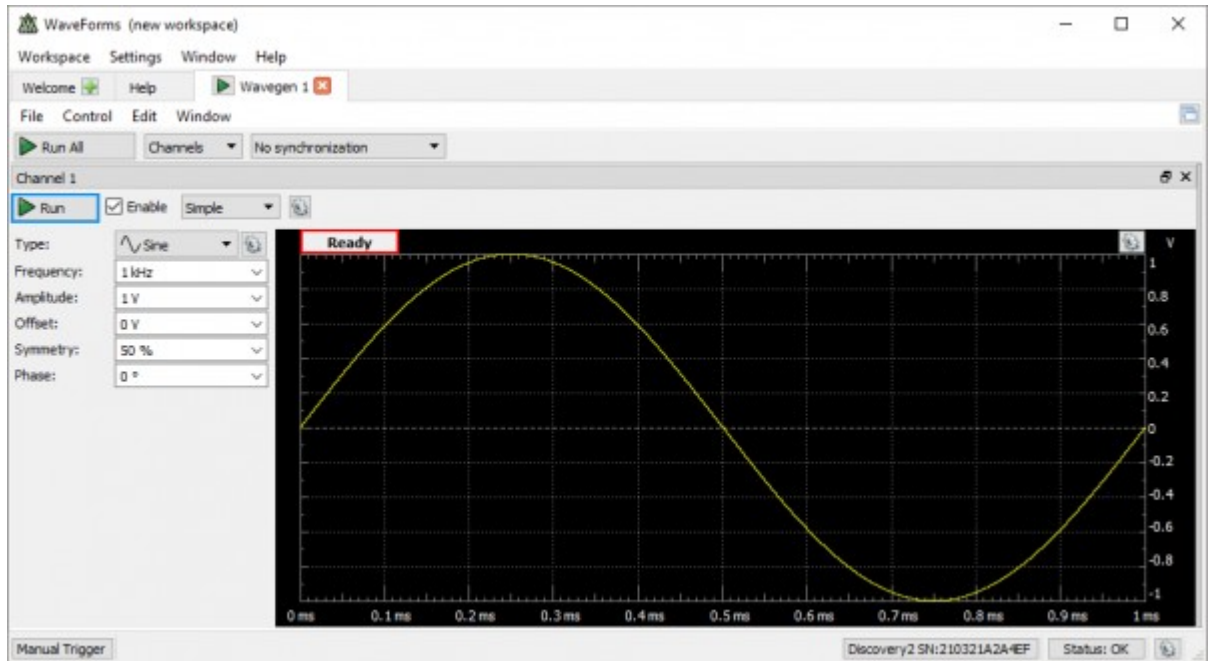 WaveForms (new workspace)
Workspace Settings Window Help
Welcome Help Wavegen 1
File Control Edit Window
Run All Channels No synchronization
Channel 1
Run Enable Simple
Type: Sine
Frequency: 1 kHz
Amplitude: 1 V
Offset: 0 V
Symmetry: 50 %
Phase: 0 °
Ready V
1
0.8
0.6
0.4
0.2
0
-0.2
-0.4
-0.6
-0.8
-1
0 ms 0.1 ms 0.2 ms 0.3 ms 0.4 ms 0.5 ms 0.6 ms 0.7 ms 0.8 ms 0.9 ms 1 ms
Manual Trigger Discovery2 SN:210321A2A4EF Status: OK